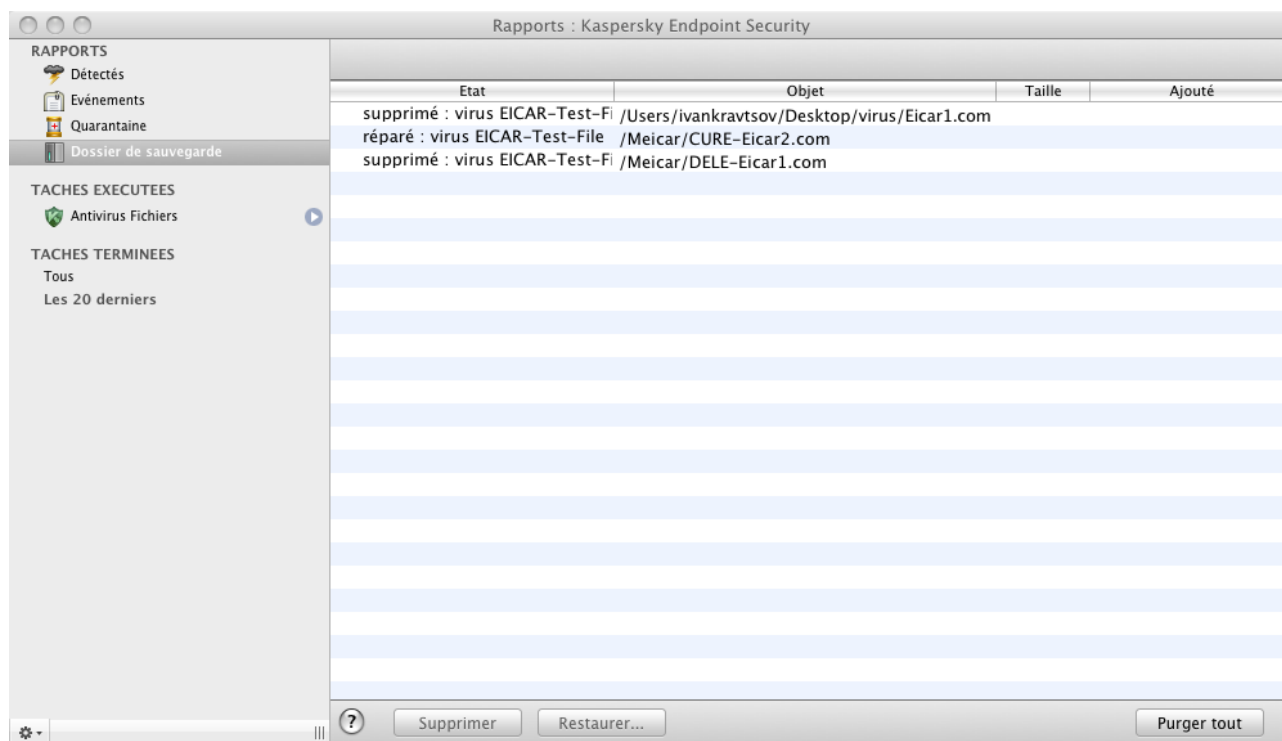 Rapports : Kaspersky Endpoint Security
RAPPORTS
Détectés
Evénements
Quarantaine
Dossier de sauvegarde
TACHES EXECUTEES
Antivirus Fichiers
TACHES TERMINEES
Tous
Les 20 derniers
Etat Objet Taille Ajouté
supprimé : virus EICAR-Test-Fi /Users/ivankravtsov/Desktop/virus/Eicar1.com
réparé : virus EICAR-Test-File /Meicar/CURE-Eicar2.com
supprimé : virus EICAR-Test-Fi /Meicar/DELE-Eicar1.com
? Supprimer Restaurer... Purger tout